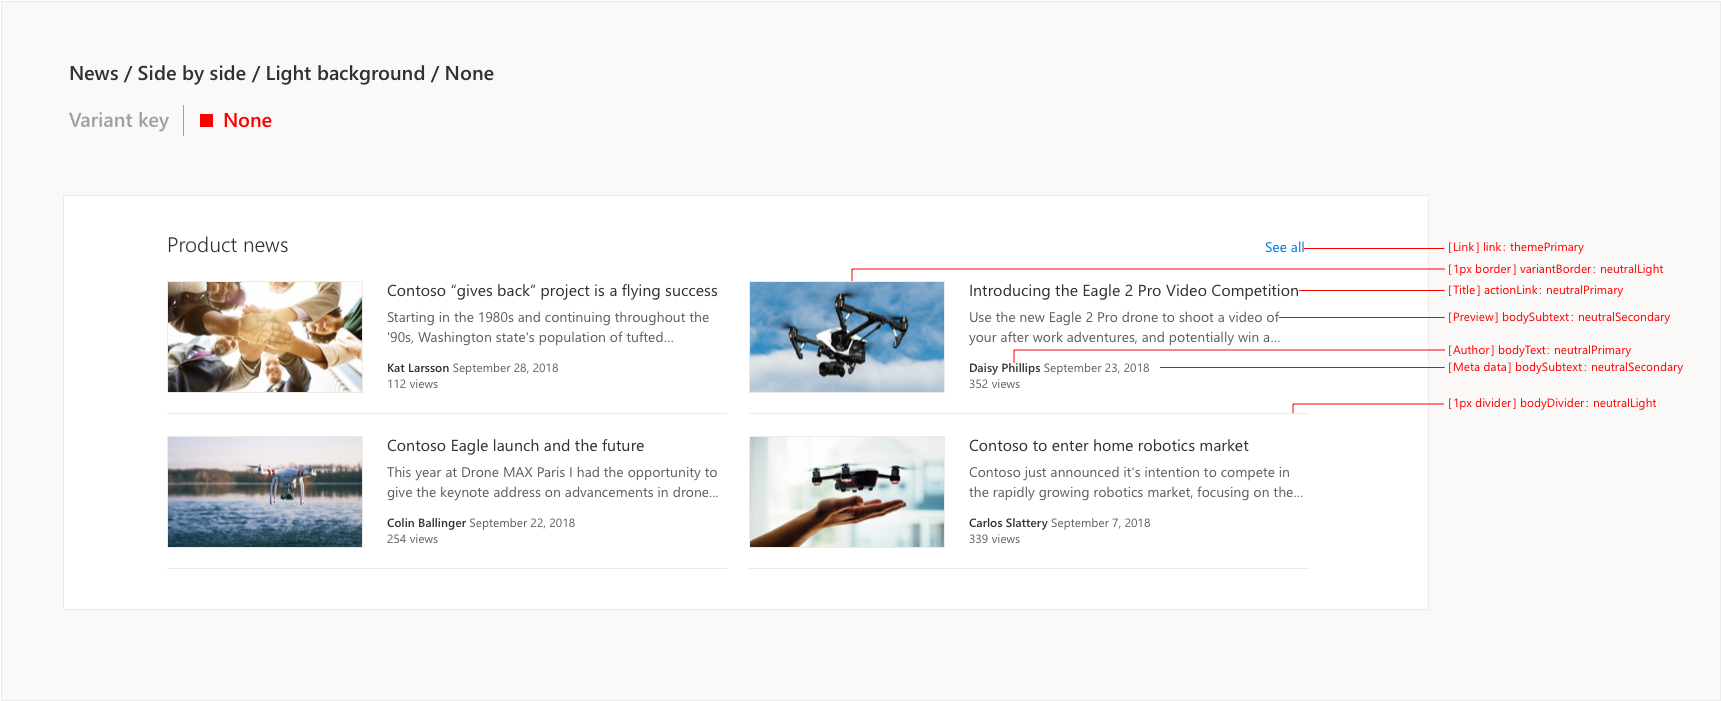 News / Side by side / Light background / None
Variant key
None
Product news
See all
Contoso “gives back” project is a flying success
Starting in the 1980s and continuing throughout the
'90s, Washington state's population of tufted...
Kat Larsson September 28, 2018
112 views
Introducing the Eagle 2 Pro Video Competition
Use the new Eagle 2 Pro drone to shoot a video of
your after work adventures, and potentially win a...
Daisy Phillips September 23, 2018
352 views
Contoso Eagle launch and the future
This year at Drone MAX Paris I had the opportunity to
give the keynote address on advancements in drone...
Colin Ballinger September 22, 2018
254 views
Contoso to enter home robotics market
Contoso just announced it's intention to compete in
the rapidly growing robotics market, focusing on the...
Carlos Slattery September 7, 2018
339 views
[Link] link: themePrimary
[1px border] variantBorder: neutralLight
[Title] actionLink: neutralPrimary
[Preview] bodySubtext: neutralSecondary
[Author] bodyText: neutralPrimary
[Meta data] bodySubtext: neutralSecondary
[1px divider] bodyDivider: neutralLight